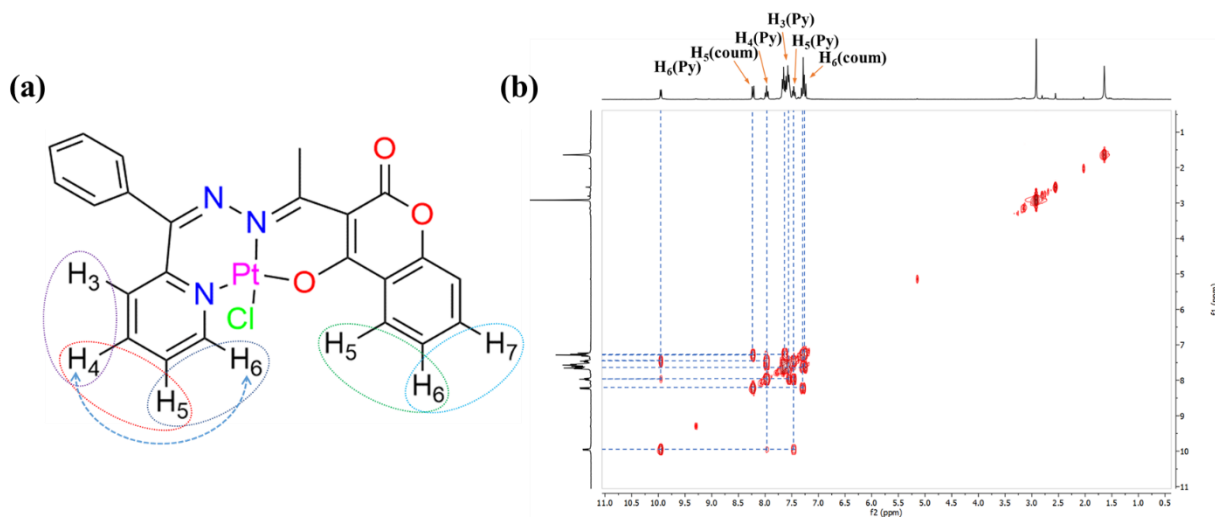 (a)
N
N
N
Pt
O
Cl
O
O
H3
H4
H5
H6
H5
H6
H7
(b)
H3(Py)
H4(Py)
H5(Py)
H5(coum)
H6(coum)
H6(Py)
1
2
3
4
5
6
7
8
9
10
11
f1 (ppm)
11.0 10.5 10.0 9.5 9.0 8.5 8.0 7.5 7.0 6.5 6.0 5.5 5.0 4.5 4.0 3.5 3.0 2.5 2.0 1.5 1.0 0.5
f2 (ppm)